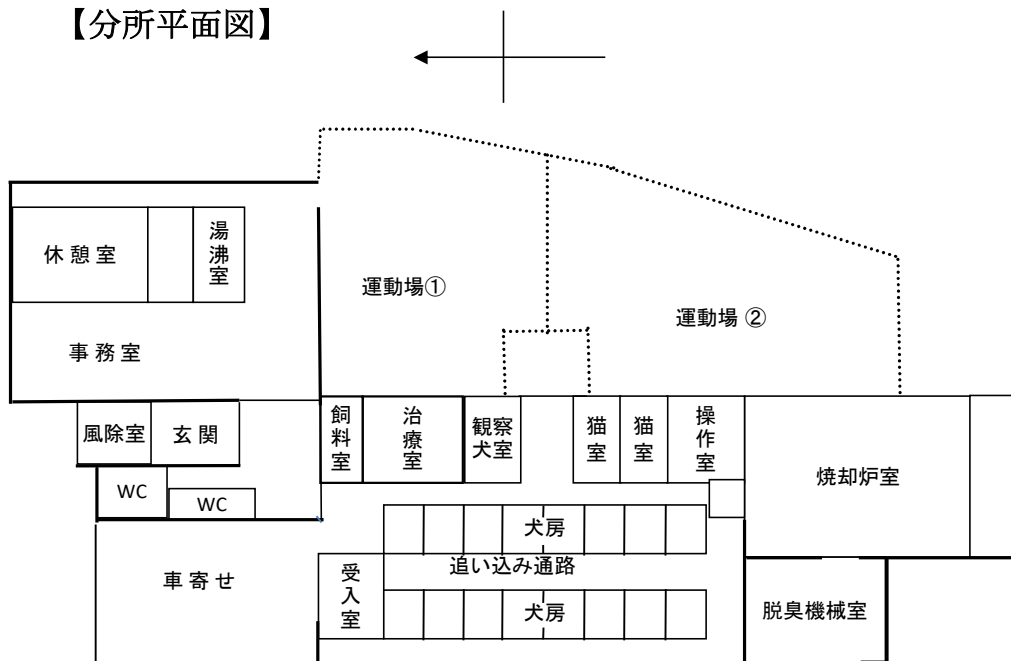 【分所平面図】
休 憩 室
湯沸室
運動場①
運動場 ②
事 務 室
風除室
玄 関
飼料室
治療室
観察犬室
猫室
猫室
操作室
焼却炉室
WC
WC
犬房
追い込み通路
車 寄 せ
受入室
犬房
脱臭機械室